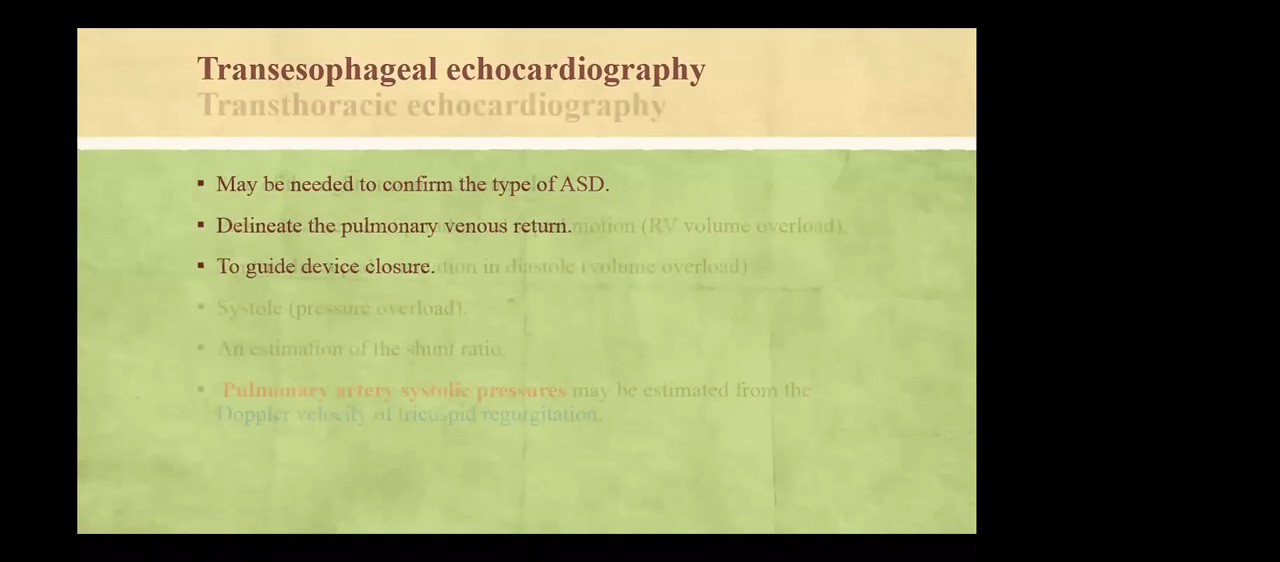 Transesophageal echocardiography
Transthoracic echocardiography
▪ May be needed to confirm the type of ASD.
▪ Delineate the pulmonary venous return. motion (RV volume overload).
▪ To guide device closure. in diastole (volume overload)
▪ Systole (pressure overload).
▪ An estimation of the shunt ratio.
▪ Pulmonary artery systolic pressures may be estimated from the
Doppler velocity of tricuspid regurgitation.